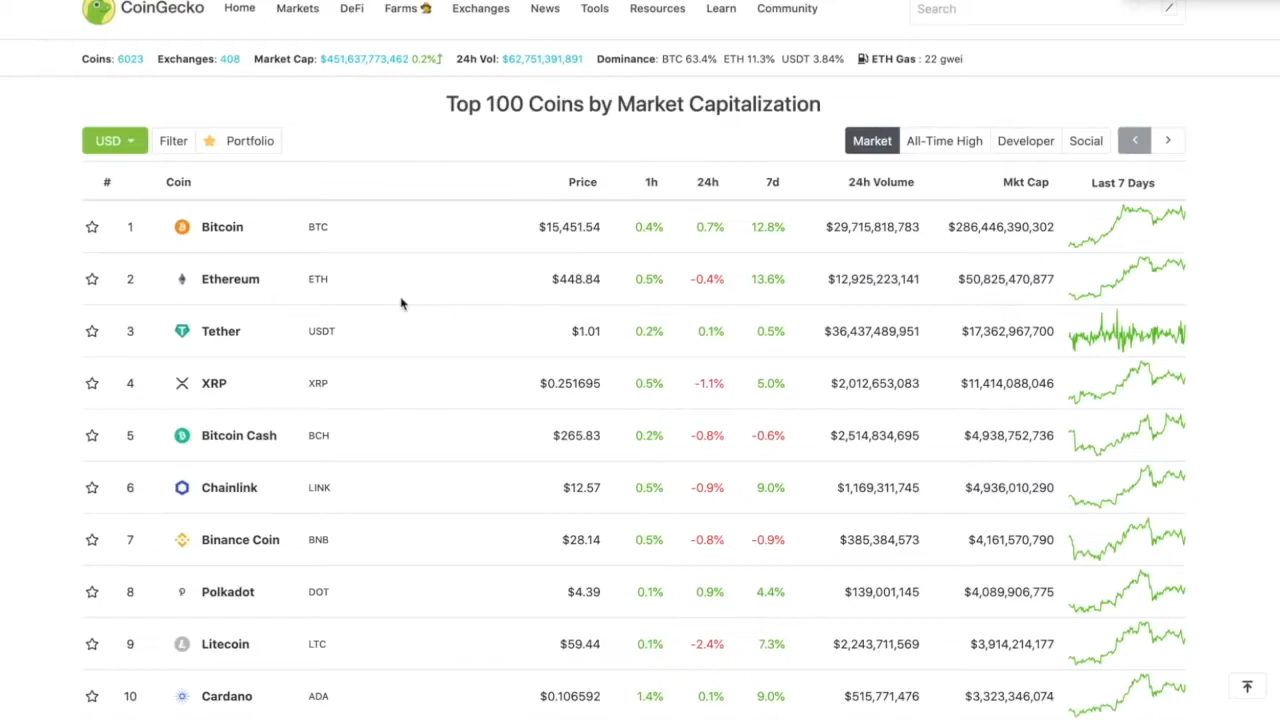 CoinGecko Home Markets DeFi Farms Exchanges News Tools Resources Learn Community Search /
Coins: 6023 Exchanges: 408 Market Cap: $451,637,773,462 0.2% 24h Vol: $62,751,391,891 Dominance: BTC 63.4% ETH 11.3% USDT 3.84% ETH Gas : 22 gwei
Top 100 Coins by Market Capitalization
USD Filter Portfolio Market All-Time High Developer Social
# Coin Price 1h 24h 7d 24h Volume Mkt Cap Last 7 Days
1 Bitcoin BTC $15,451.54 0.4% 0.7% 12.8% $29,715,818,783 $286,446,390,302
2 Ethereum ETH $448.84 0.5% -0.4% 13.6% $12,925,223,141 $50,825,470,877
3 Tether USDT $1.01 0.2% 0.1% 0.5% $36,437,489,951 $17,362,967,700
4 XRP XRP $0.251695 0.5% -1.1% 5.0% $2,012,653,083 $11,414,088,046
5 Bitcoin Cash BCH $265.83 0.2% -0.8% -0.6% $2,514,834,695 $4,938,752,736
6 Chainlink LINK $12.57 0.5% -0.9% 9.0% $1,169,311,745 $4,936,010,290
7 Binance Coin BNB $28.14 0.5% -0.8% -0.9% $385,384,573 $4,161,570,790
8 Polkadot DOT $4.39 0.1% 0.9% 4.4% $139,001,145 $4,089,906,775
9 Litecoin LTC $59.44 0.1% -2.4% 7.3% $2,243,711,569 $3,914,214,177
10 Cardano ADA $0.106592 1.4% 0.1% 9.0% $515,771,476 $3,323,346,074